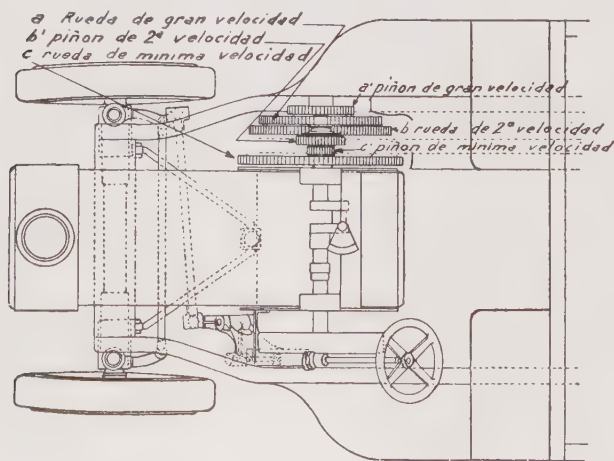 a Rueda de gran velocidad
b' piñon de 2ª velocidad
c rueda de minima velocidad
a' piñon de gran velocidad
b rueda de 2ª velocidad
c' piñon de minima velocidad